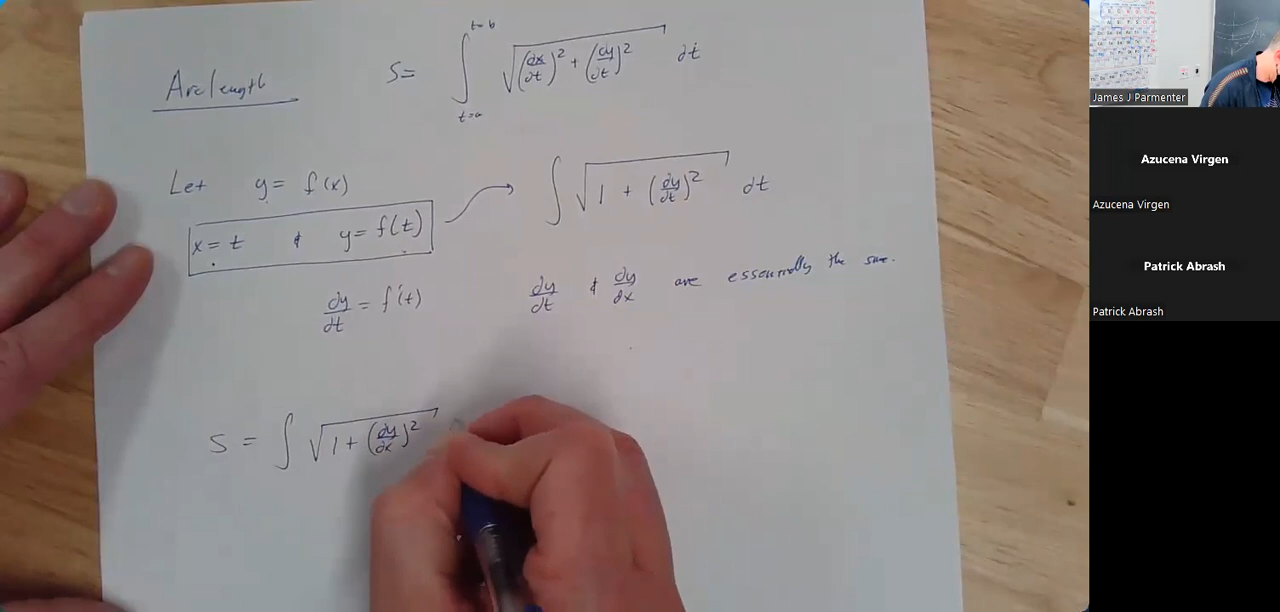 Arclength
S= ∫ t=b t=a √((dx/dt)² + (dy/dt)²) dt
Let y= f(x)
x= t & y= f(t)
∫ √(1 + (dy/dt)²) dt
dy/dt = f'(t)
dy/dt & dy/dx are essentially the same.
S = ∫ √(1+(dy/dx)²)
James J Parmenter
Azucena Virgen
Azucena Virgen
Patrick Abrash
Patrick Abrash